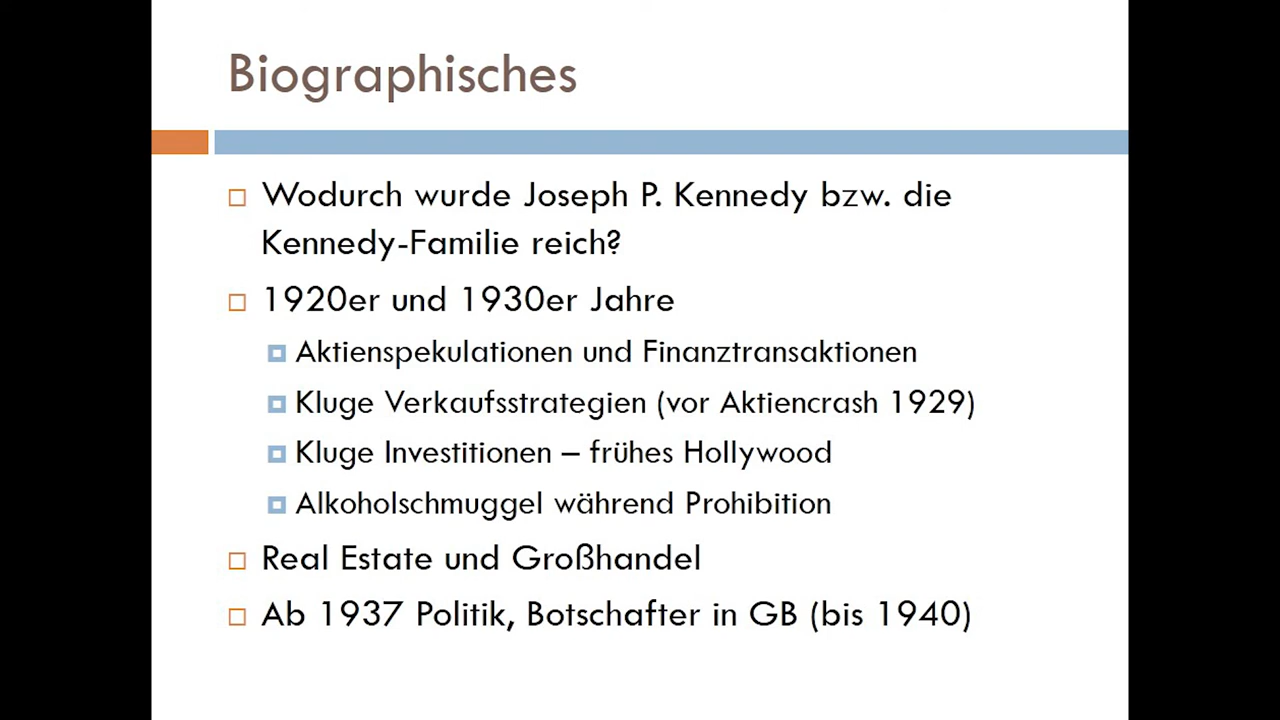 Biographisches
Wodurch wurde Joseph P. Kennedy bzw. die
Kennedy-Familie reich?
1920er und 1930er Jahre
Aktienspekulationen und Finanztransaktionen
Kluge Verkaufsstrategien (vor Aktiencrash 1929)
Kluge Investitionen – frühes Hollywood
Alkoholschmuggel während Prohibition
Real Estate und Großhandel
Ab 1937 Politik, Botschafter in GB (bis 1940)